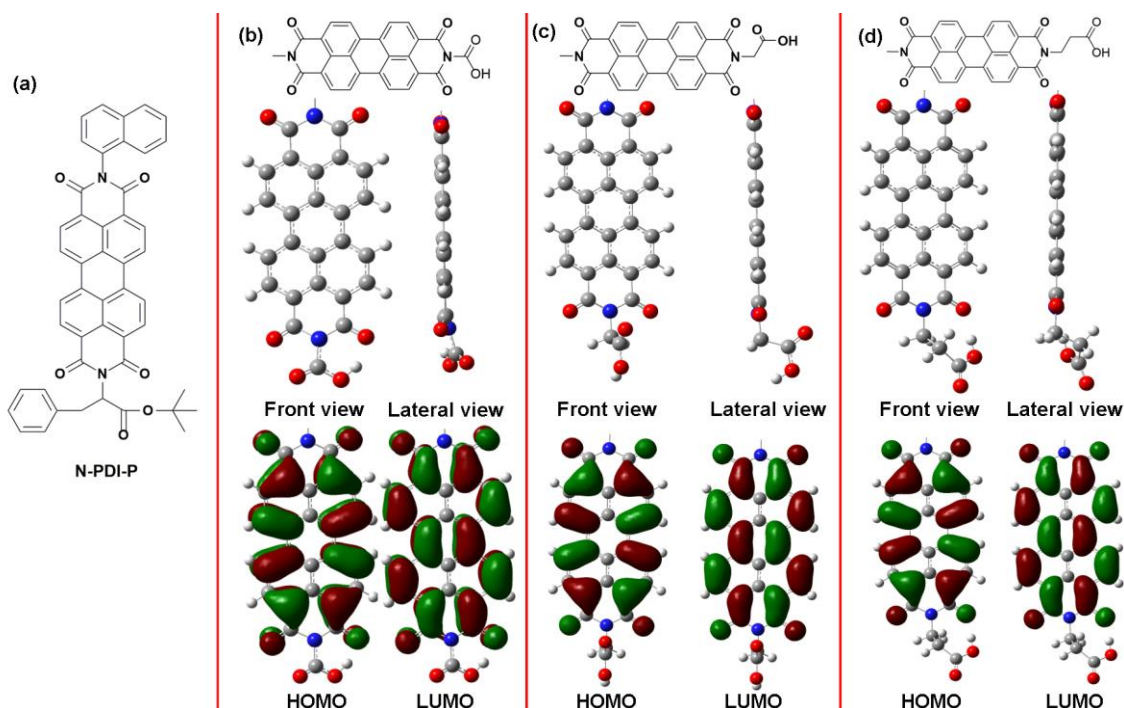 (a)
O
N
O
O
N
O
O
O
N-PDI-P
(b)
O
O
N
N
O
OH
O
O
Front view
Lateral view
HOMO
LUMO
(c)
O
O
O
N
N
OH
O
O
Front view
Lateral view
HOMO
LUMO
(d)
O
O
O
N
N
OH
O
O
Front view
Lateral view
HOMO
LUMO